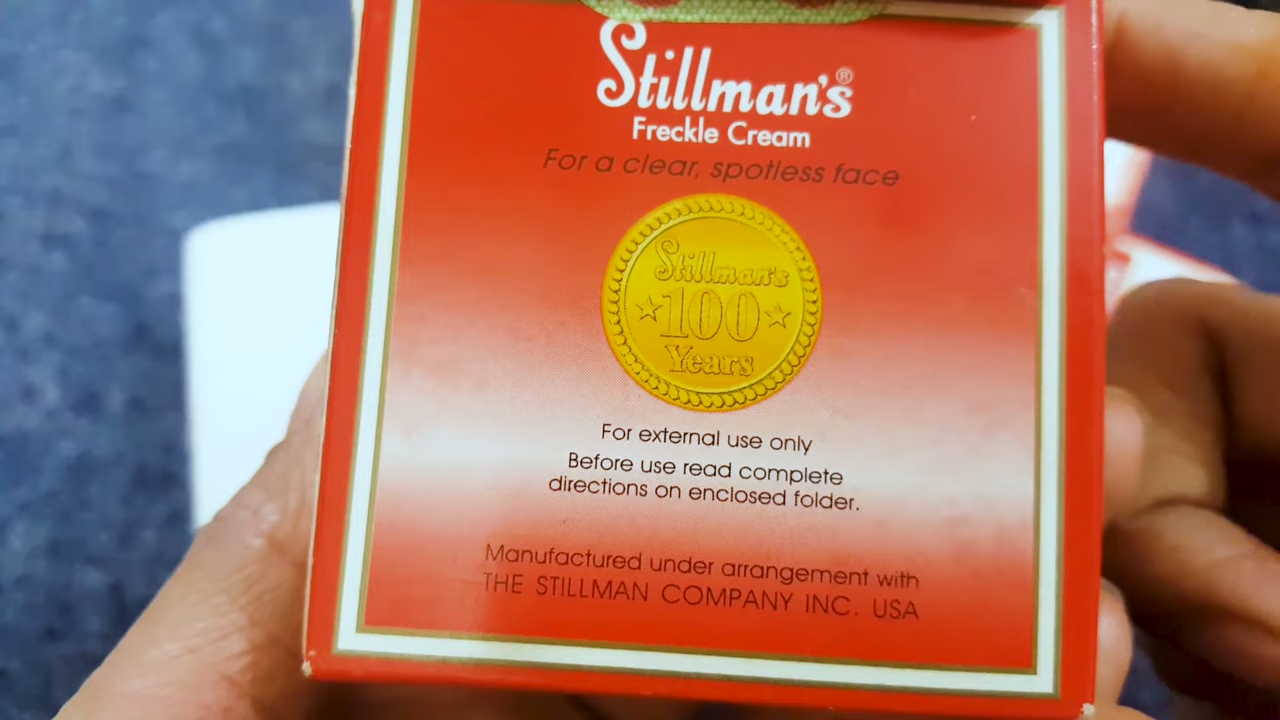 Stillman's®
Freckle Cream
For a clear, spotless face
Stillman's
100
Years
For external use only
Before use read complete
directions on enclosed folder.
Manufactured under arrangement with
THE STILLMAN COMPANY INC. USA